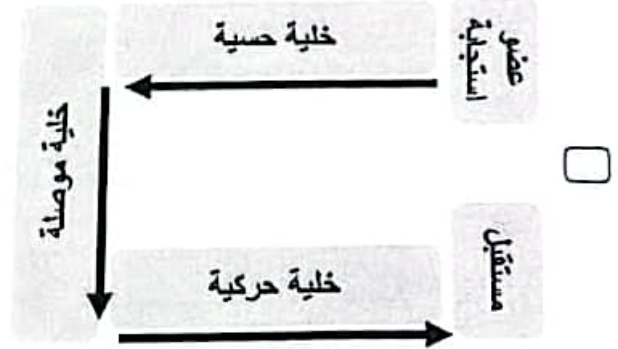 عضو
استجابة
خلية حسية
خلية موصلة
خلية حركية
مستقبل